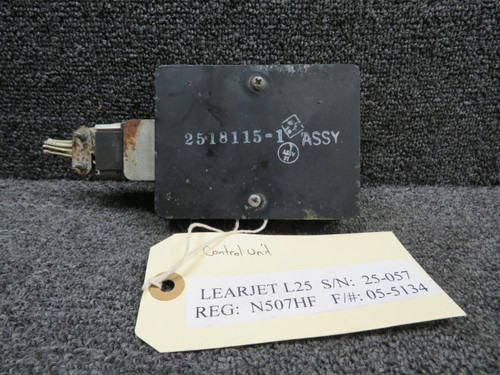 2518115-1 ASSY
Control Unit
LEARJET L25 S/N: 25-057
REG: N507HF F/#: 05-5134